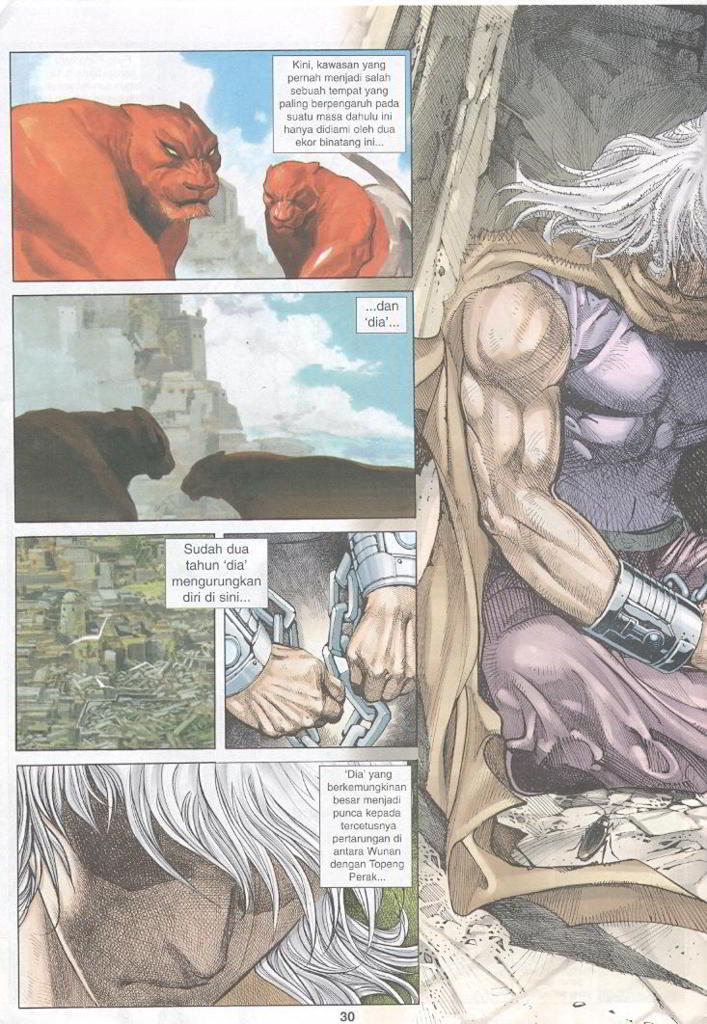 Kini, kawasan yang
pernah menjadi salah
sebuah tempat yang
paling berpengaruh pada
suatu masa dahulu ini
hanya didiami oleh dua
ekor binatang ini...
...dan
'dia'...
Sudah dua
tahun 'dia'
mengurungkan
diri di sini...
'Dia' yang
berkemungkinan
besar menjadi
punca kepada
tercetusnya
pertarungan di
antara Wunan
dengan Topeng
Perak...
30